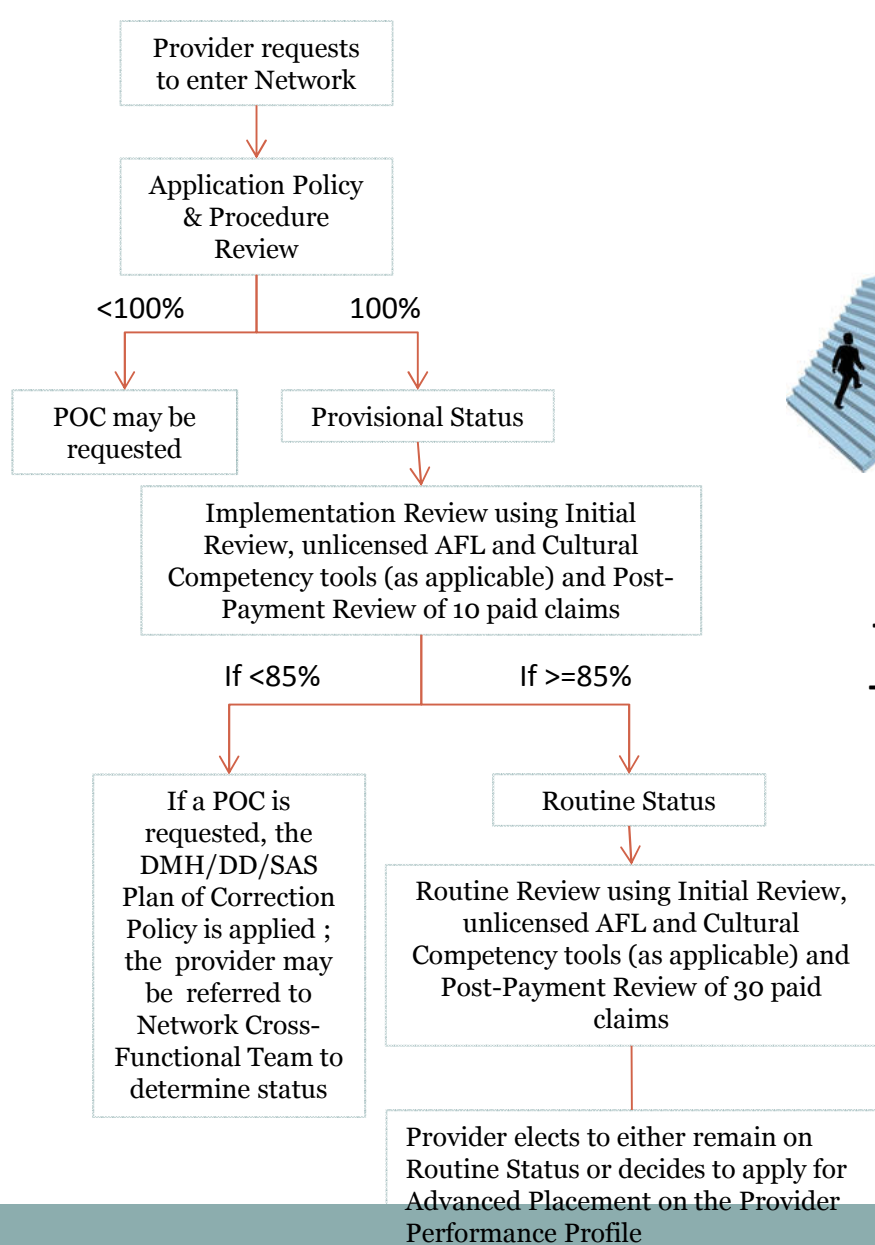 Provider requests
to enter Network
Application Policy
& Procedure
Review
<100%
100%
POC may be
requested
Provisional Status
Implementation Review using Initial
Review, unlicensed AFL and Cultural
Competency tools (as applicable) and Post-
Payment Review of 10 paid claims
If <85%
If >=85%
If a POC is
requested, the
DMH/DD/SAS
Plan of Correction
Policy is applied ;
the provider may
be referred to
Network Cross-
Functional Team to
determine status
Routine Status
Routine Review using Initial Review,
unlicensed AFL and Cultural
Competency tools (as applicable) and
Post-Payment Review of 30 paid
claims
Provider elects to either remain on
Routine Status or decides to apply for
Advanced Placement on the Provider
Performance Profile